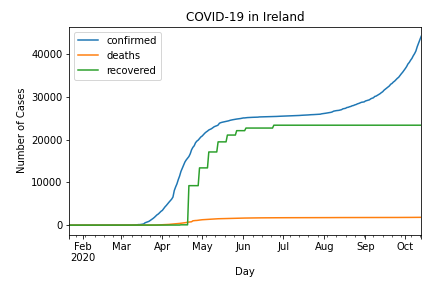 COVID-19 in Ireland
confirmed
deaths
recovered
Number of Cases
40000
30000
20000
10000
0
Feb Mar Apr May Jun Jul Aug Sep Oct
2020
Day